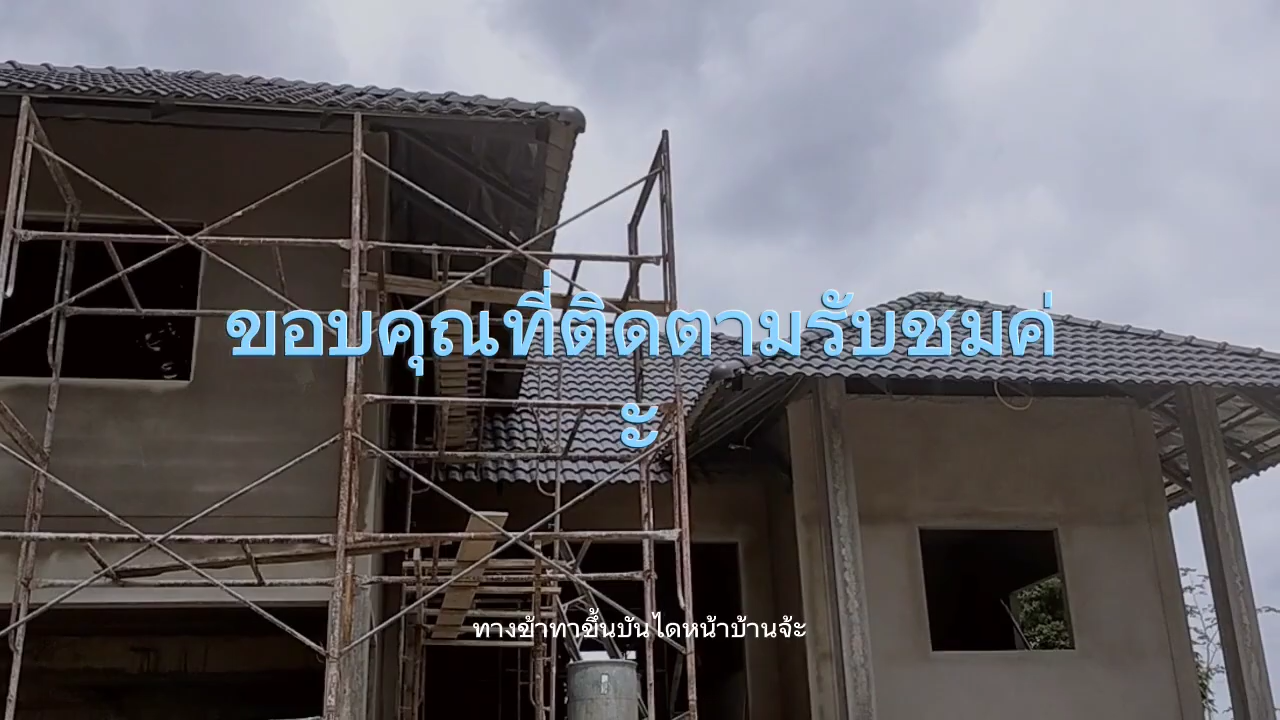 ขอบคุณที่ติดตามรับชมค่
ะ
ทางข้าทาขึ้นบันไดหน้าบ้านจ้ะ